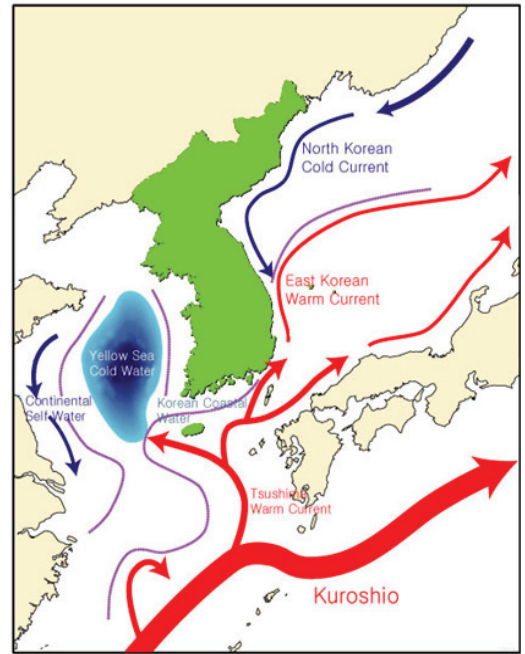 North Korean
Cold Current
East Korean
Warm Current
Yellow Sea
Cold Water
Continental
Self Water
Korean Coastal
Water
Tsushima
Warm Current
Kuroshio